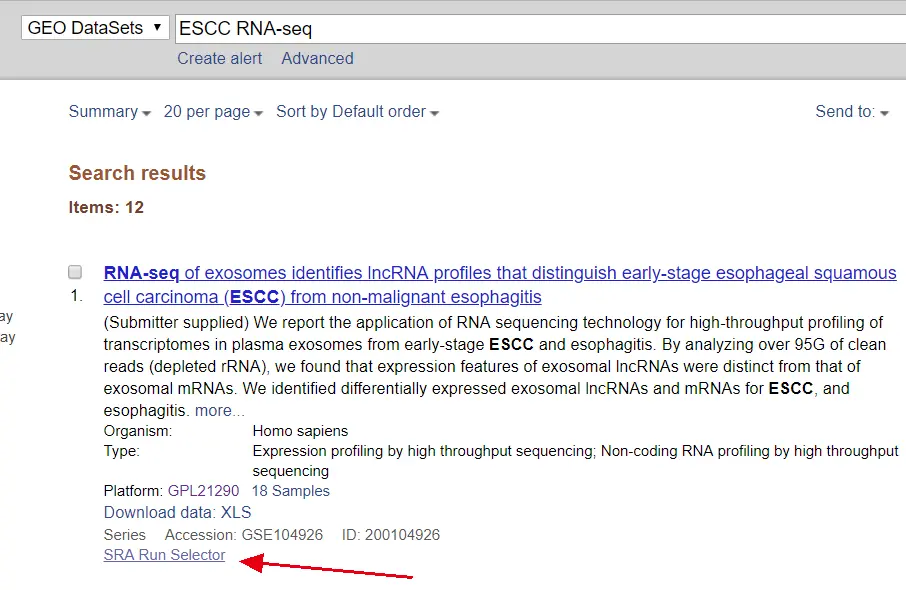 GEO DataSets ▼ ESCC RNA-seq
Create alert Advanced
Summary 20 per page Sort by Default order Send to:
Search results
Items: 12
RNA-seq of exosomes identifies lncRNA profiles that distinguish early-stage esophageal squamous
1. cell carcinoma (ESCC) from non-malignant esophagitis
(Submitter supplied) We report the application of RNA sequencing technology for high-throughput profiling of
ay transcriptomes in plasma exosomes from early-stage ESCC and esophagitis. By analyzing over 95G of clean
ay reads (depleted rRNA), we found that expression features of exosomal lncRNAs were distinct from that of
exosomal mRNAs. We identified differentially expressed exosomal lncRNAs and mRNAs for ESCC, and
esophagitis. more...
Organism: Homo sapiens
Type: Expression profiling by high throughput sequencing; Non-coding RNA profiling by high throughput
sequencing
Platform: GPL21290 18 Samples
Download data: XLS
Series Accession: GSE104926 ID: 200104926
SRA Run Selector